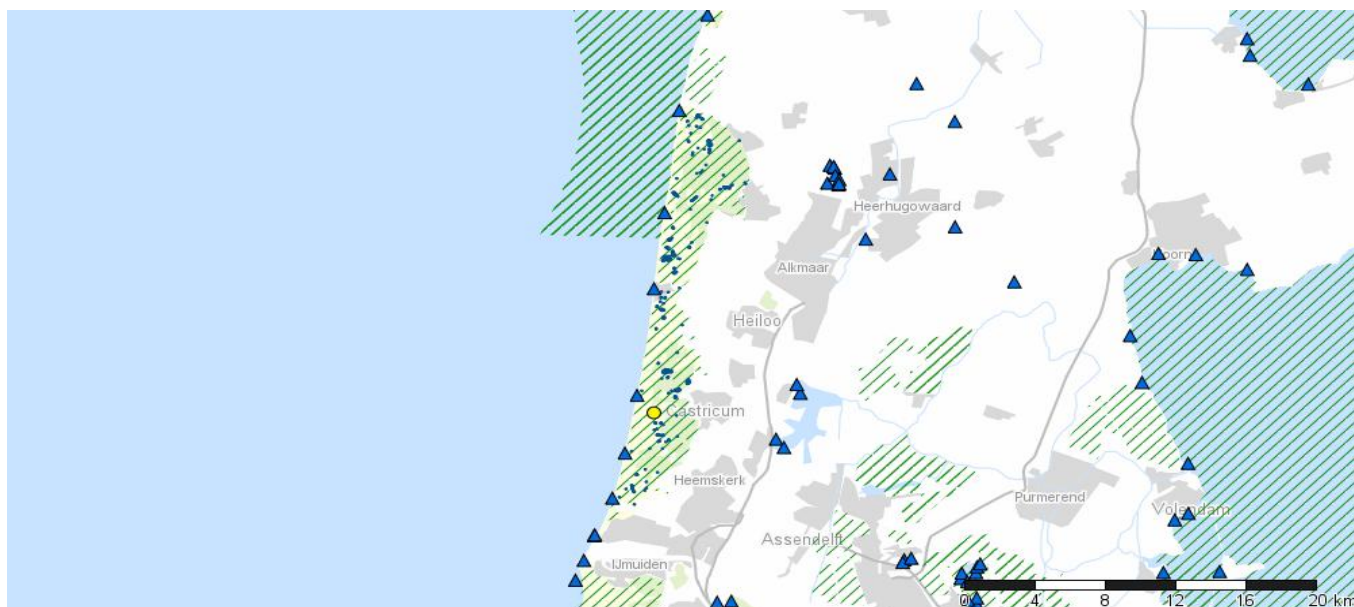 Heerhugowaard
Alkmaar
Heiloo
Castricum
Heemskerk
Purmerend
Volendam
Assendelft
IJmuiden
0 4 8 12 16 20 km